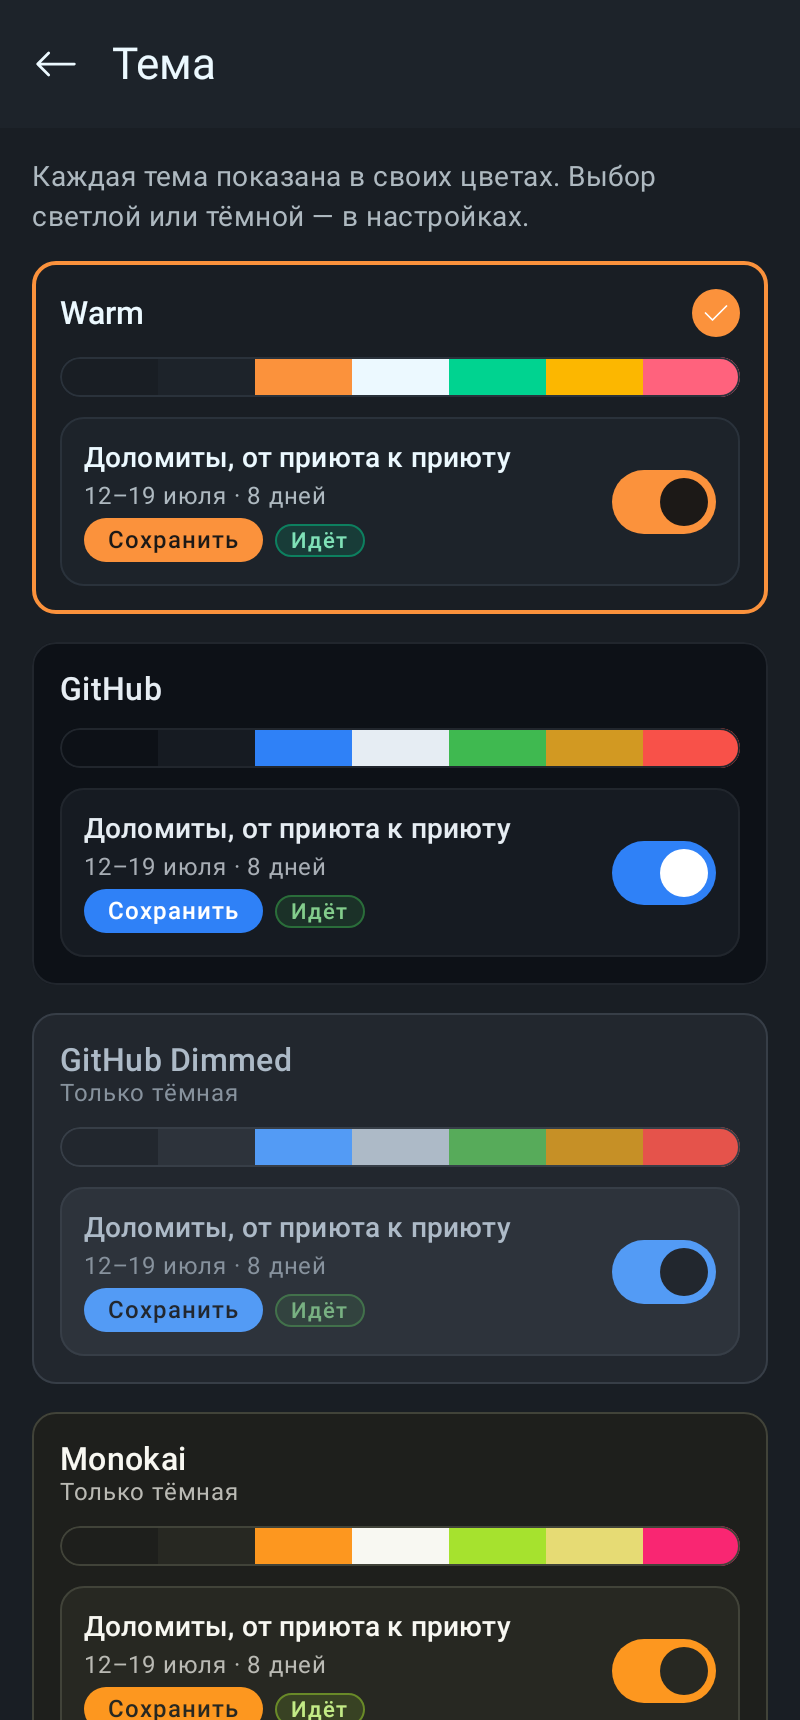 Тема
Каждая тема показана в своих цветах. Выбор
светлой или тёмной — в настройках.
Warm
Доломиты, от приюта к приюту
12–19 июля · 8 дней
Сохранить
Идёт
GitHub
Доломиты, от приюта к приюту
12–19 июля · 8 дней
Сохранить
Идёт
GitHub Dimmed
Только тёмная
Доломиты, от приюта к приюту
12–19 июля · 8 дней
Сохранить
Идёт
Monokai
Только тёмная
Доломиты, от приюта к приюту
12–19 июля · 8 дней
Сохранить
Идёт